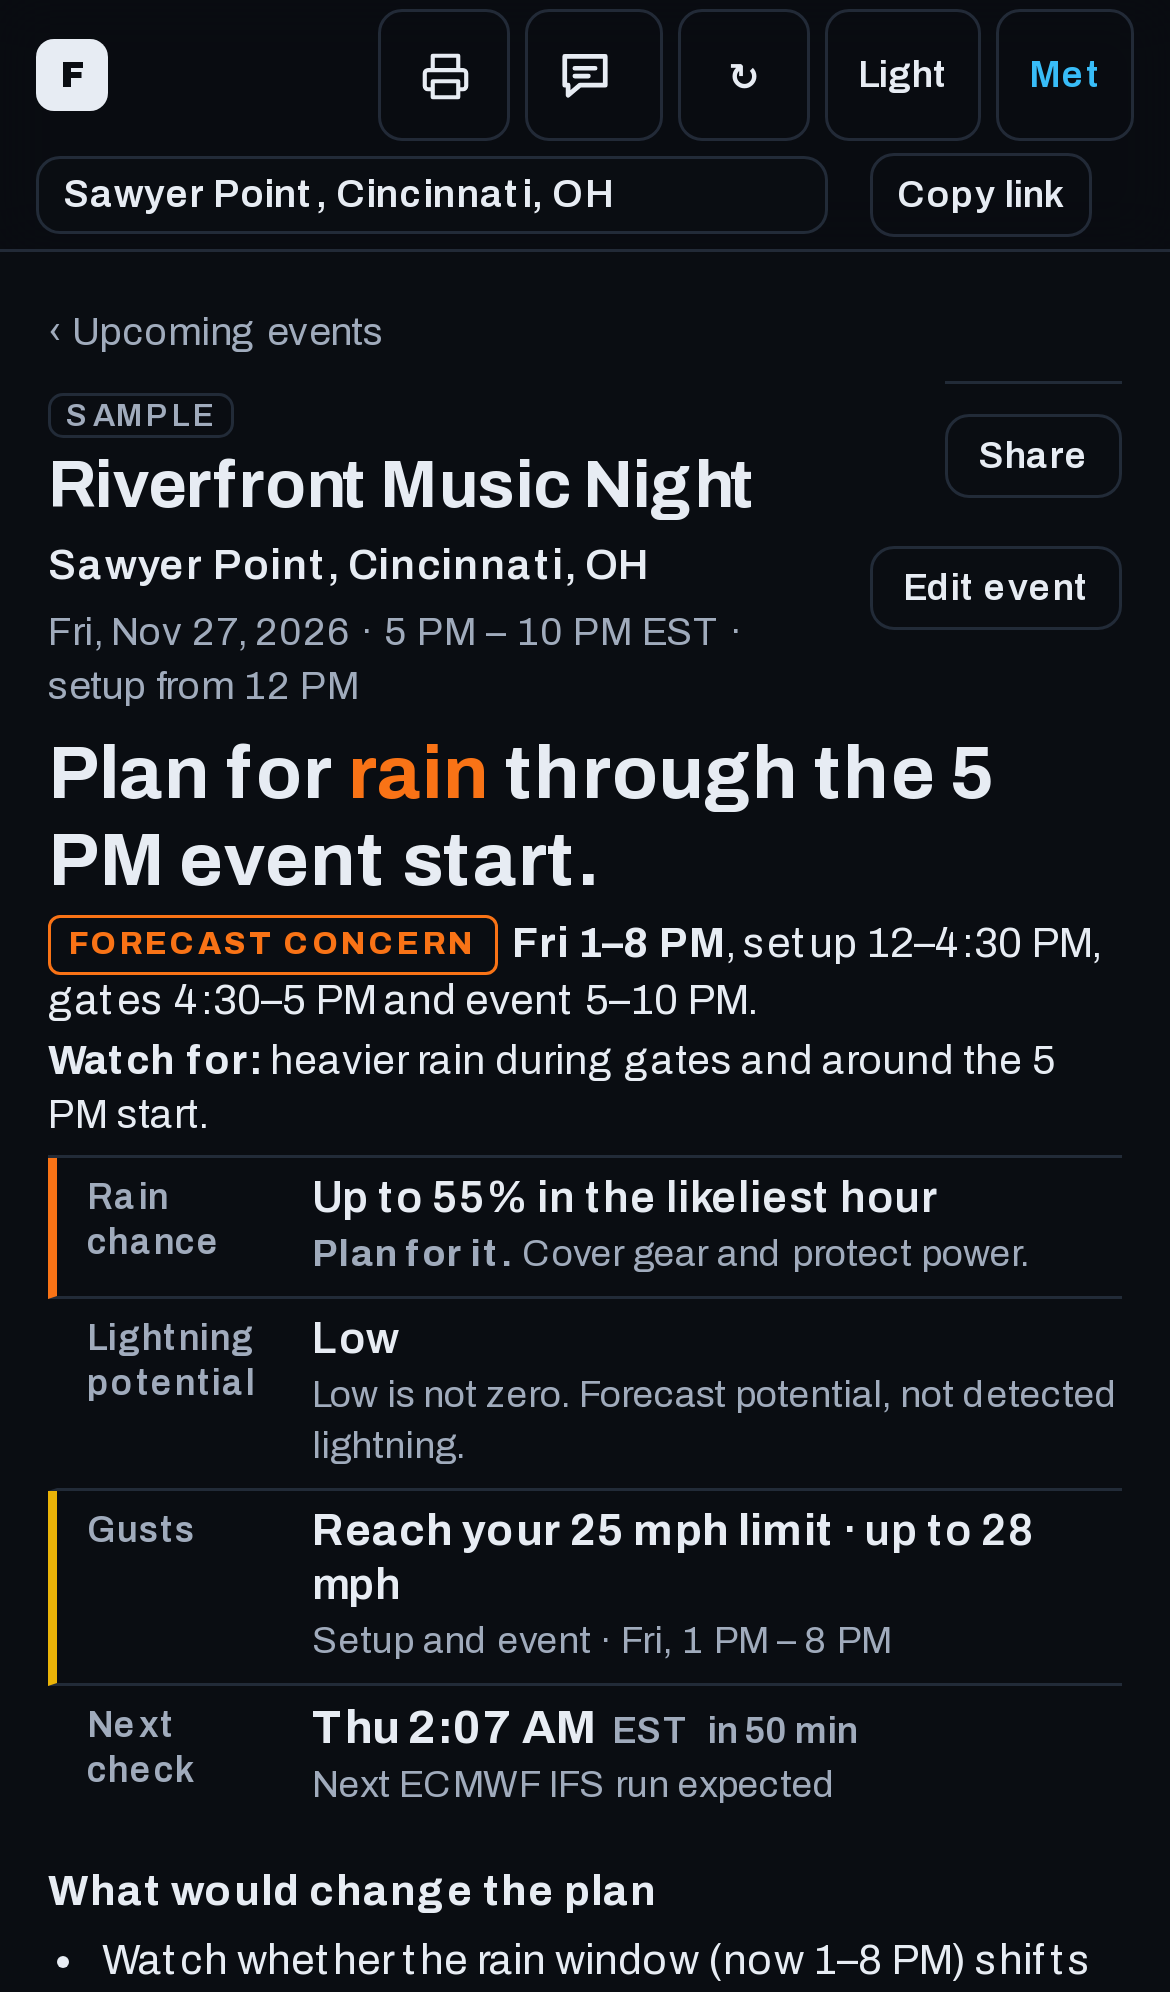 F
↻
Light
Met
Sawyer Point, Cincinnati, OH
Copy link
‹ Upcoming events
SAMPLE
Share
Riverfront Music Night
Sawyer Point, Cincinnati, OH
Edit event
Fri, Nov 27, 2026 · 5 PM – 10 PM EST ·
setup from 12 PM
Plan for rain through the 5
PM event start.
FORECAST CONCERN Fri 1–8 PM, setup 12–4:30 PM,
gates 4:30–5 PM and event 5–10 PM.
Watch for: heavier rain during gates and around the 5
PM start.
Rain
chance
Up to 55% in the likeliest hour
Plan for it. Cover gear and protect power.
Lightning
potential
Low
Low is not zero. Forecast potential, not detected
lightning.
Gusts
Reach your 25 mph limit · up to 28
mph
Setup and event · Fri, 1 PM – 8 PM
Next
check
Thu 2:07 AM EST in 50 min
Next ECMWF IFS run expected
What would change the plan
• Watch whether the rain window (now 1–8 PM) shifts